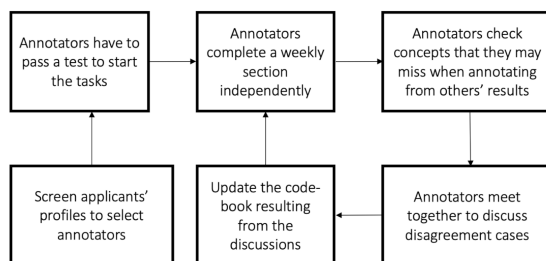 Annotators have to
pass a test to start
the tasks
Annotators
complete a weekly
section
independently
Annotators check
concepts that they may
miss when annotating
from others' results
Screen applicants'
profiles to select
annotators
Update the code-
book resulting
from the
discussions
Annotators meet
together to discuss
disagreement cases